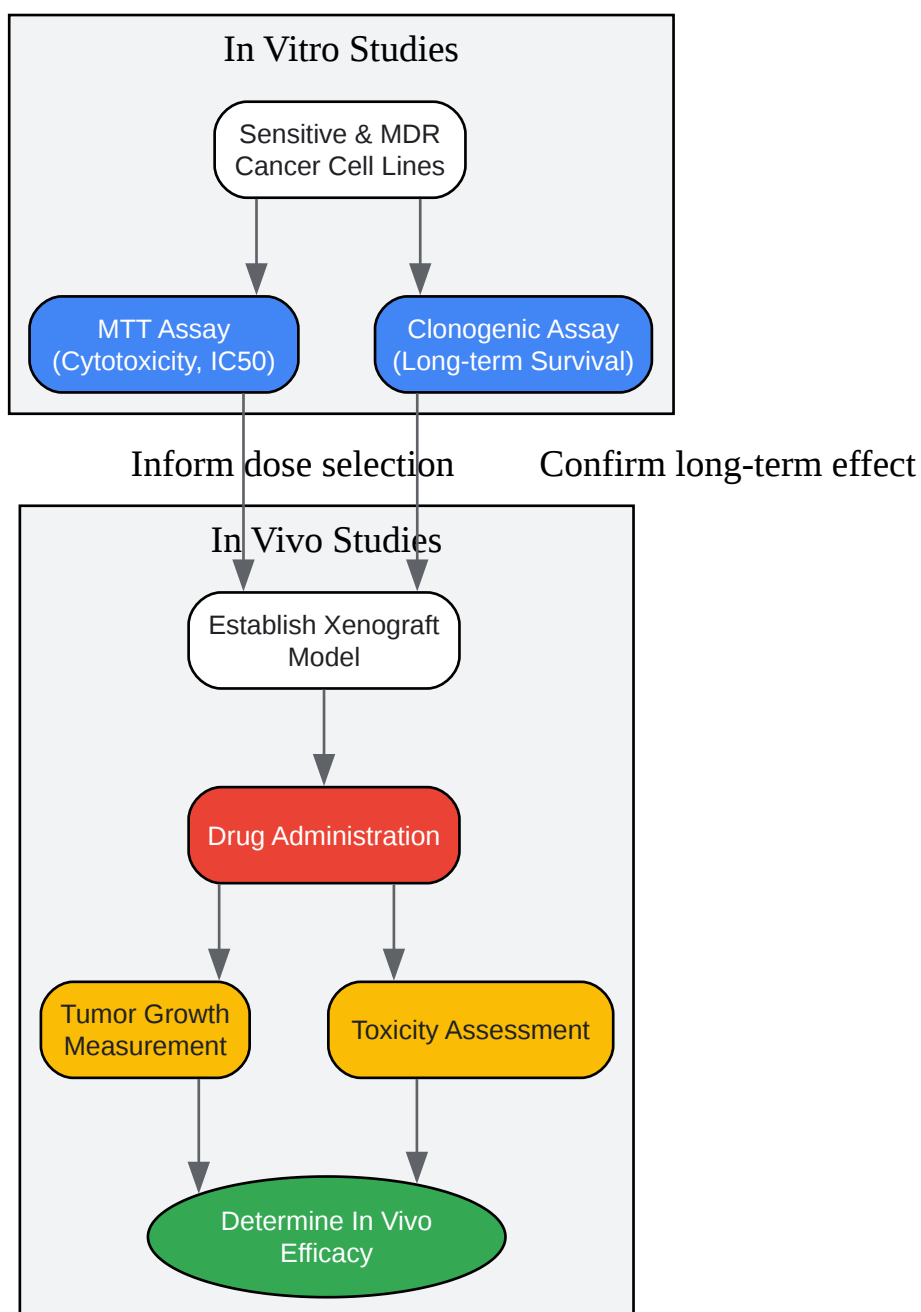 In Vitro Studies
Sensitive & MDR
Cancer Cell Lines
MTT Assay
(Cytotoxicity, IC50)
Clonogenic Assay
(Long-term Survival)
Inform dose selection
Confirm long-term effect
In Vivo Studies
Establish Xenograft
Model
Drug Administration
Tumor Growth
Measurement
Toxicity Assessment
Determine In Vivo
Efficacy